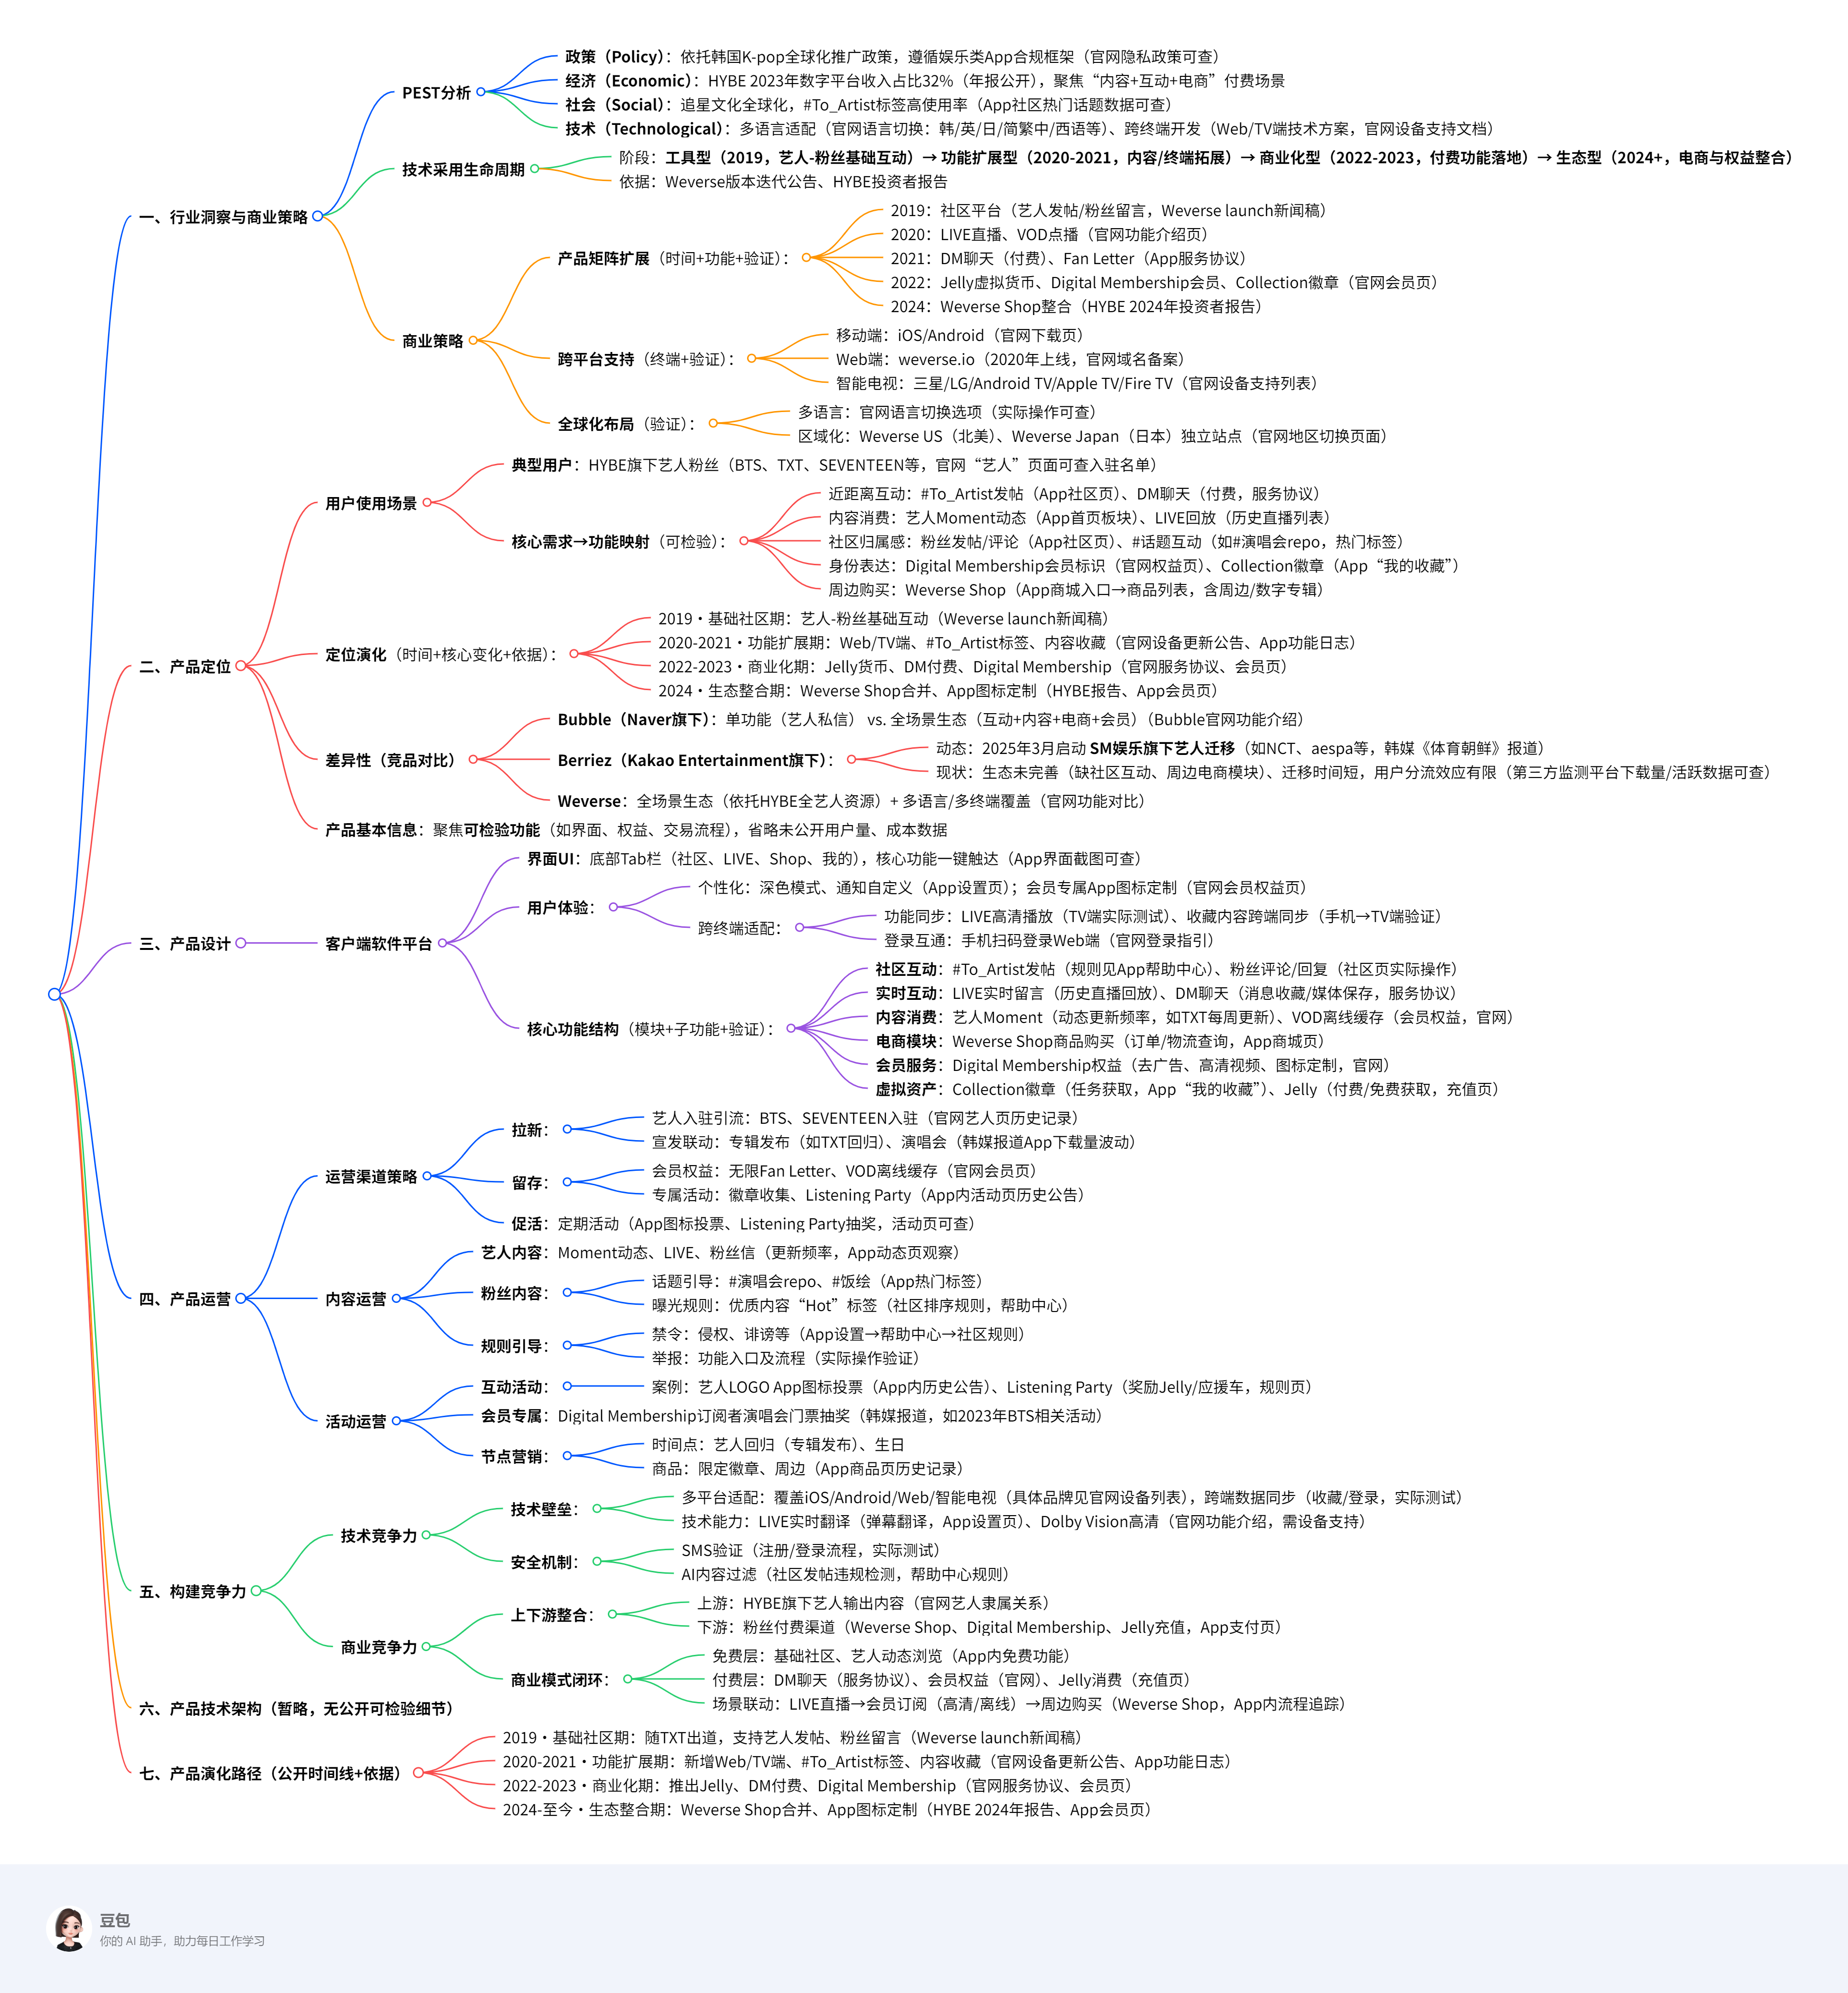 一、行业洞察与商业策略
PEST分析
政策（Policy）：依托韩国K-pop全球化推广政策，遵循娱乐类App合规框架（官网隐私政策可查）
经济（Economic）：HYBE 2023年数字平台收入占比32%（年报公开），聚焦“内容+互动+电商”付费场景
社会（Social）：追星文化全球化，#To_Artist标签高使用率（App社区热门话题数据可查）
技术（Technological）：多语言适配（官网语言切换：韩/英/日/简繁中/西语等）、跨终端开发（Web/TV端技术方案，官网设备支持文档）
技术采用生命周期
阶段：工具型（2019，艺人-粉丝基础互动）→ 功能扩展型（2020-2021，内容/终端拓展）→ 商业化型（2022-2023，付费功能落地）→ 生态型（2024+，电商与权益整合）
依据：Weverse版本迭代公告、HYBE投资者报告
商业策略
产品矩阵扩展（时间+功能+验证）：
2019：社区平台（艺人发帖/粉丝留言，Weverse launch新闻稿）
2020：LIVE直播、VOD点播（官网功能介绍页）
2021：DM聊天（付费）、Fan Letter（App服务协议）
2022：Jelly虚拟货币、Digital Membership会员、Collection徽章（官网会员页）
2024：Weverse Shop整合（HYBE 2024年投资者报告）
跨平台支持（终端+验证）：
移动端：iOS/Android（官网下载页）
Web端：weverse.io（2020年上线，官网域名备案）
智能电视：三星/LG/Android TV/Apple TV/Fire TV（官网设备支持列表）
全球化布局（验证）：
多语言：官网语言切换选项（实际操作可查）
区域化：Weverse US（北美）、Weverse Japan（日本）独立站点（官网地区切换页面）
二、产品定位
用户使用场景
典型用户：HYBE旗下艺人粉丝（BTS、TXT、SEVENTEEN等，官网“艺人”页面可查入驻名单）
核心需求→功能映射（可检验）：
近距离互动：#To_Artist发帖（App社区页）、DM聊天（付费，服务协议）
内容消费：艺人Moment动态（App首页板块）、LIVE回放（历史直播列表）
社区归属感：粉丝发帖/评论（App社区页）、#话题互动（如#演唱会repo，热门标签）
身份表达：Digital Membership会员标识（官网权益页）、Collection徽章（App“我的收藏”）
周边购买：Weverse Shop（App商城入口→商品列表，含周边/数字专辑）
定位演化（时间+核心变化+依据）：
2019・基础社区期：艺人-粉丝基础互动（Weverse launch新闻稿）
2020-2021・功能扩展期：Web/TV端、#To_Artist标签、内容收藏（官网设备更新公告、App功能日志）
2022-2023・商业化期：Jelly货币、DM付费、Digital Membership（官网服务协议、会员页）
2024・生态整合期：Weverse Shop合并、App图标定制（HYBE报告、App会员页）
差异性（竞品对比）
Bubble（Naver旗下）：单功能（艺人私信） vs. 全场景生态（互动+内容+电商+会员）（Bubble官网功能介绍）
Berriez（Kakao Entertainment旗下）：
动态：2025年3月启动 SM娱乐旗下艺人迁移（如NCT、aespa等，韩媒《体育朝鲜》报道）
现状：生态未完善（缺社区互动、周边电商模块）、迁移时间短，用户分流效应有限（第三方监测平台下载量/活跃数据可查）
Weverse：全场景生态（依托HYBE全艺人资源）+ 多语言/多终端覆盖（官网功能对比）
产品基本信息：聚焦可检验功能（如界面、权益、交易流程），省略未公开用户量、成本数据
三、产品设计
客户端软件平台
界面UI：底部Tab栏（社区、LIVE、Shop、我的），核心功能一键触达（App界面截图可查）
用户体验：
个性化：深色模式、通知自定义（App设置页）；会员专属App图标定制（官网会员权益页）
跨终端适配：
功能同步：LIVE高清播放（TV端实际测试）、收藏内容跨端同步（手机→TV端验证）
登录互通：手机扫码登录Web端（官网登录指引）
核心功能结构（模块+子功能+验证）：
社区互动：#To_Artist发帖（规则见App帮助中心）、粉丝评论/回复（社区页实际操作）
实时互动：LIVE实时留言（历史直播回放）、DM聊天（消息收藏/媒体保存，服务协议）
内容消费：艺人Moment（动态更新频率，如TXT每周更新）、VOD离线缓存（会员权益，官网）
电商模块：Weverse Shop商品购买（订单/物流查询，App商城页）
会员服务：Digital Membership权益（去广告、高清视频、图标定制，官网）
虚拟资产：Collection徽章（任务获取，App“我的收藏”）、Jelly（付费/免费获取，充值页）
四、产品运营
运营渠道策略
拉新：
艺人入驻引流：BTS、SEVENTEEN入驻（官网艺人页历史记录）
宣发联动：专辑发布（如TXT回归）、演唱会（韩媒报道App下载量波动）
留存：
会员权益：无限Fan Letter、VOD离线缓存（官网会员页）
专属活动：徽章收集、Listening Party（App内活动页历史公告）
促活：定期活动（App图标投票、Listening Party抽奖，活动页可查）
内容运营
艺人内容：Moment动态、LIVE、粉丝信（更新频率，App动态页观察）
粉丝内容：
话题引导：#演唱会repo、#饭绘（App热门标签）
曝光规则：优质内容“Hot”标签（社区排序规则，帮助中心）
规则引导：
禁令：侵权、诽谤等（App设置→帮助中心→社区规则）
举报：功能入口及流程（实际操作验证）
活动运营
互动活动：
案例：艺人LOGO App图标投票（App内历史公告）、Listening Party（奖励Jelly/应援车，规则页）
会员专属：Digital Membership订阅者演唱会门票抽奖（韩媒报道，如2023年BTS相关活动）
节点营销：
时间点：艺人回归（专辑发布）、生日
商品：限定徽章、周边（App商品页历史记录）
五、构建竞争力
技术竞争力
技术壁垒：
多平台适配：覆盖iOS/Android/Web/智能电视（具体品牌见官网设备列表），跨端数据同步（收藏/登录，实际测试）
技术能力：LIVE实时翻译（弹幕翻译，App设置页）、Dolby Vision高清（官网功能介绍，需设备支持）
安全机制：
SMS验证（注册/登录流程，实际测试）
AI内容过滤（社区发帖违规检测，帮助中心规则）
商业竞争力
上下游整合：
上游：HYBE旗下艺人输出内容（官网艺人隶属关系）
下游：粉丝付费渠道（Weverse Shop、Digital Membership、Jelly充值，App支付页）
商业模式闭环：
免费层：基础社区、艺人动态浏览（App内免费功能）
付费层：DM聊天（服务协议）、会员权益（官网）、Jelly消费（充值页）
场景联动：LIVE直播→会员订阅（高清/离线）→周边购买（Weverse Shop，App内流程追踪）
六、产品技术架构（暂略，无公开可检验细节）
七、产品演化路径（公开时间线+依据）
2019・基础社区期：随TXT出道，支持艺人发帖、粉丝留言（Weverse launch新闻稿）
2020-2021・功能扩展期：新增Web/TV端、#To_Artist标签、内容收藏（官网设备更新公告、App功能日志）
2022-2023・商业化期：推出Jelly、DM付费、Digital Membership（官网服务协议、会员页）
2024-至今・生态整合期：Weverse Shop合并、App图标定制（HYBE 2024年报告、App会员页）
豆包
你的 AI 助手，助力每日工作学习